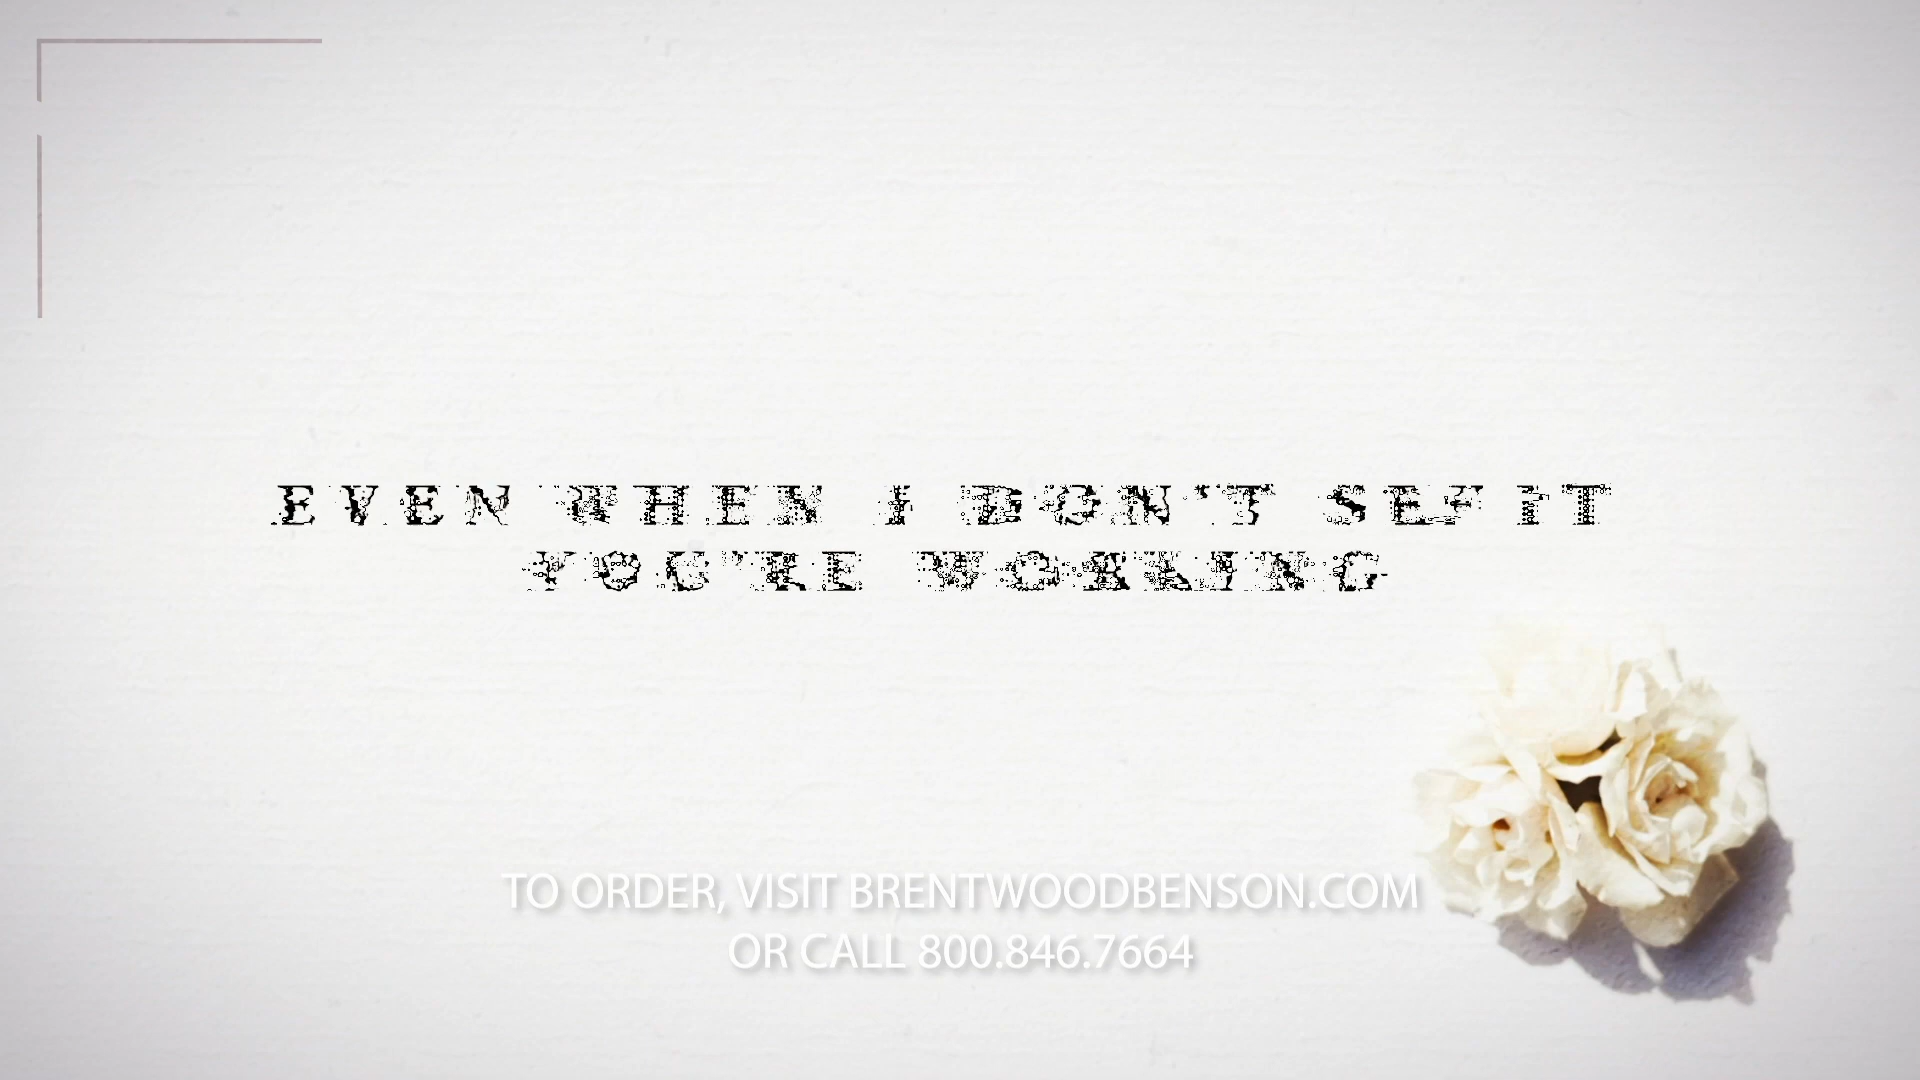 EVEN WHEN I DON'T SEE IT
YOU'RE WORKING
TO ORDER, VISIT BRENTWOODBENSON.COM
OR CALL 800.846.7664